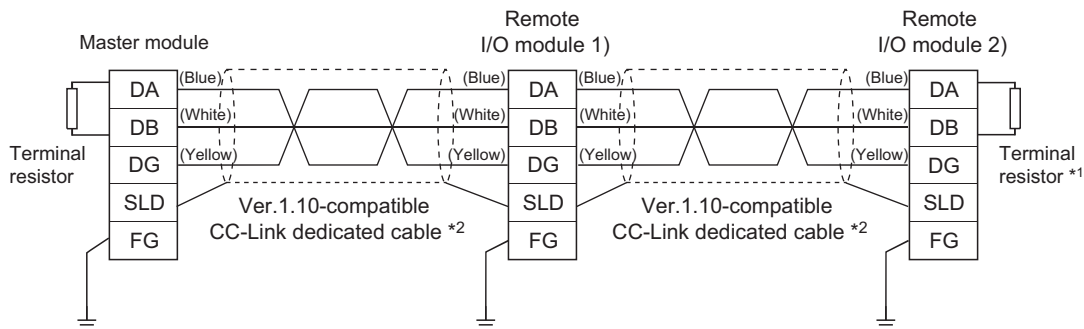 Master module
Remote
I/O module 1)
Remote
I/O module 2)
DA
DB
DG
SLD
FG
(Blue)
(White)
(Yellow)
(Blue)
(White)
(Yellow)
DA
DB
DG
SLD
FG
(Blue)
(White)
(Yellow)
(Blue)
(White)
(Yellow)
DA
DB
DG
SLD
FG
Terminal
resistor
Ver.1.10-compatible
CC-Link dedicated cable *2
Ver.1.10-compatible
CC-Link dedicated cable *2
Terminal
resistor *1